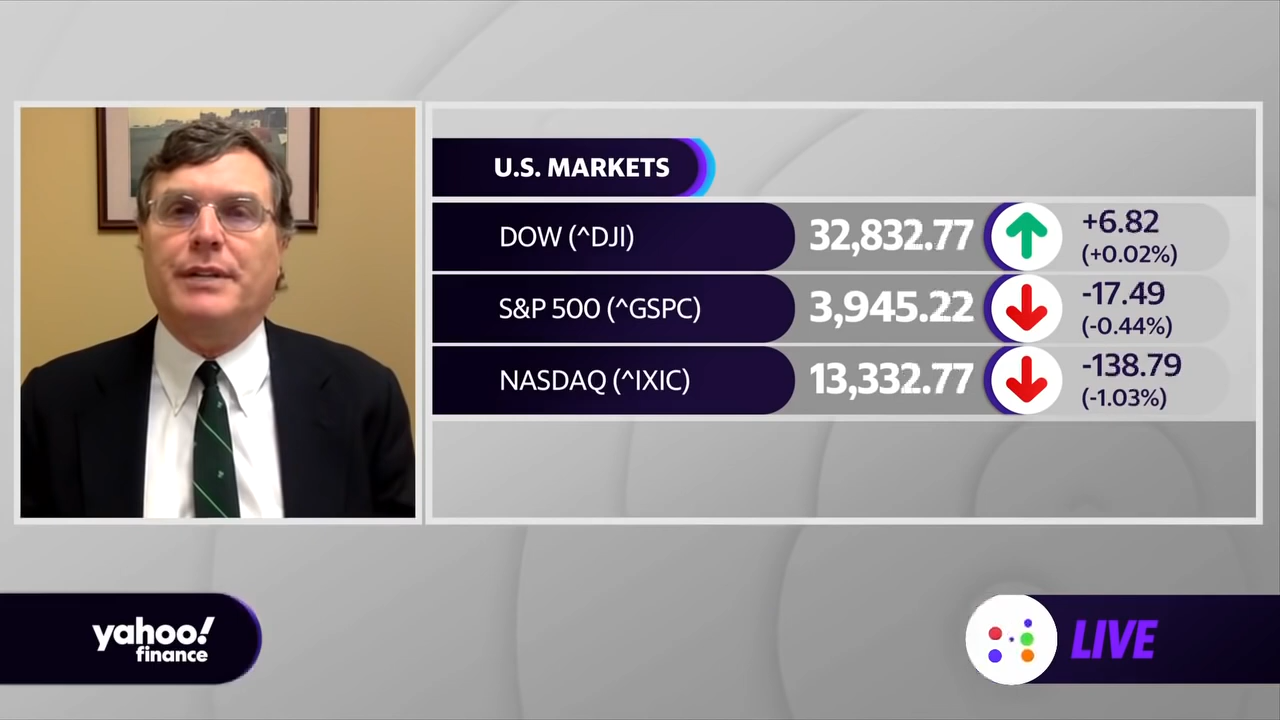 U.S. MARKETS
DOW (^DJI) 32,832.77 +6.82
(+0.02%)
S&P 500 (^GSPC) 3,945.22 -17.49
(-0.44%)
NASDAQ (^IXIC) 13,332.77 -138.79
(-1.03%)
yahoo!
finance
LIVE